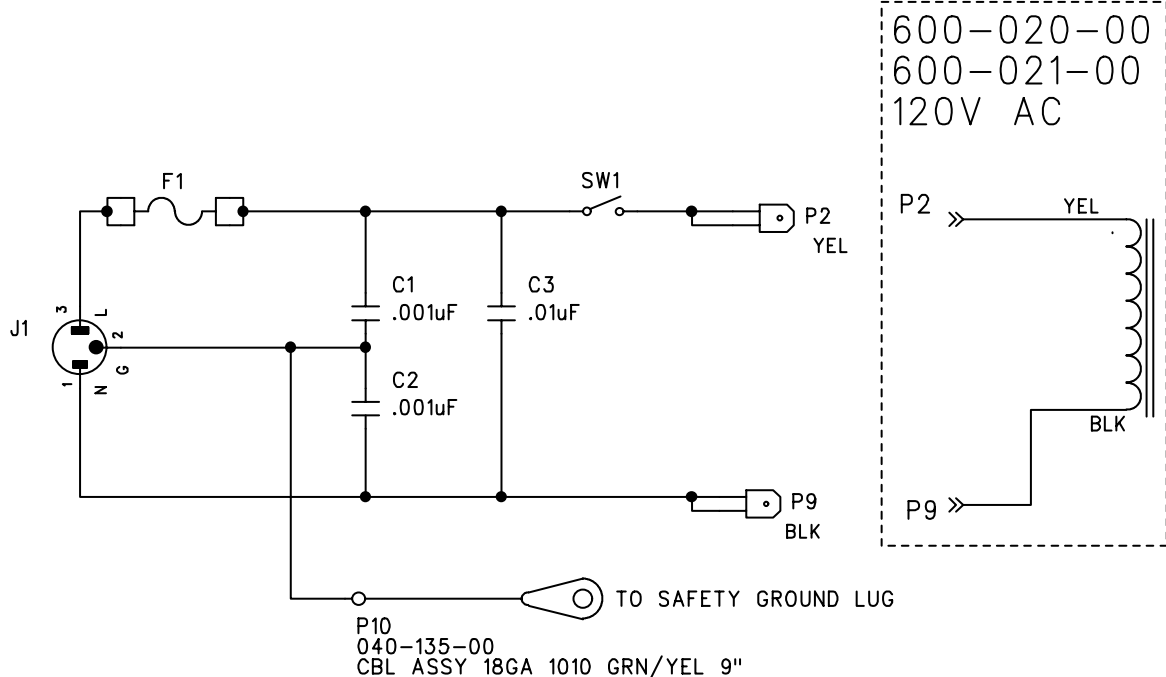 600-020-00
600-021-00
120V AC
F1
SW1
P2
YEL
P2
YEL
C1
.001uF
C3
.01uF
J1
3
L
2
G
1
N
C2
.001uF
BLK
P9
BLK
P9
TO SAFETY GROUND LUG
P10
040-135-00
CBL ASSY 18GA 1010 GRN/YEL 9"